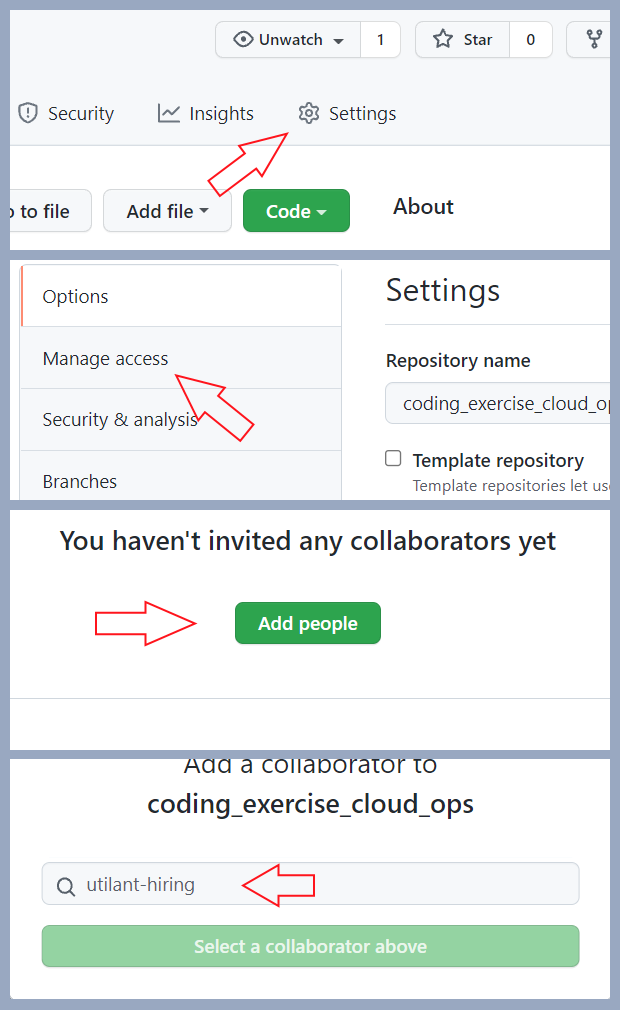 Unwatch 1 Star 0
Security Insights Settings
to file Add file Code About
Options
Manage access
Security & analysis
Branches
Settings
Repository name
coding_exercise_cloud_op
Template repository
Template repositories let use
You haven't invited any collaborators yet
Add people
Add a collaborator to
coding_exercise_cloud_ops
utilant-hiring
Select a collaborator above